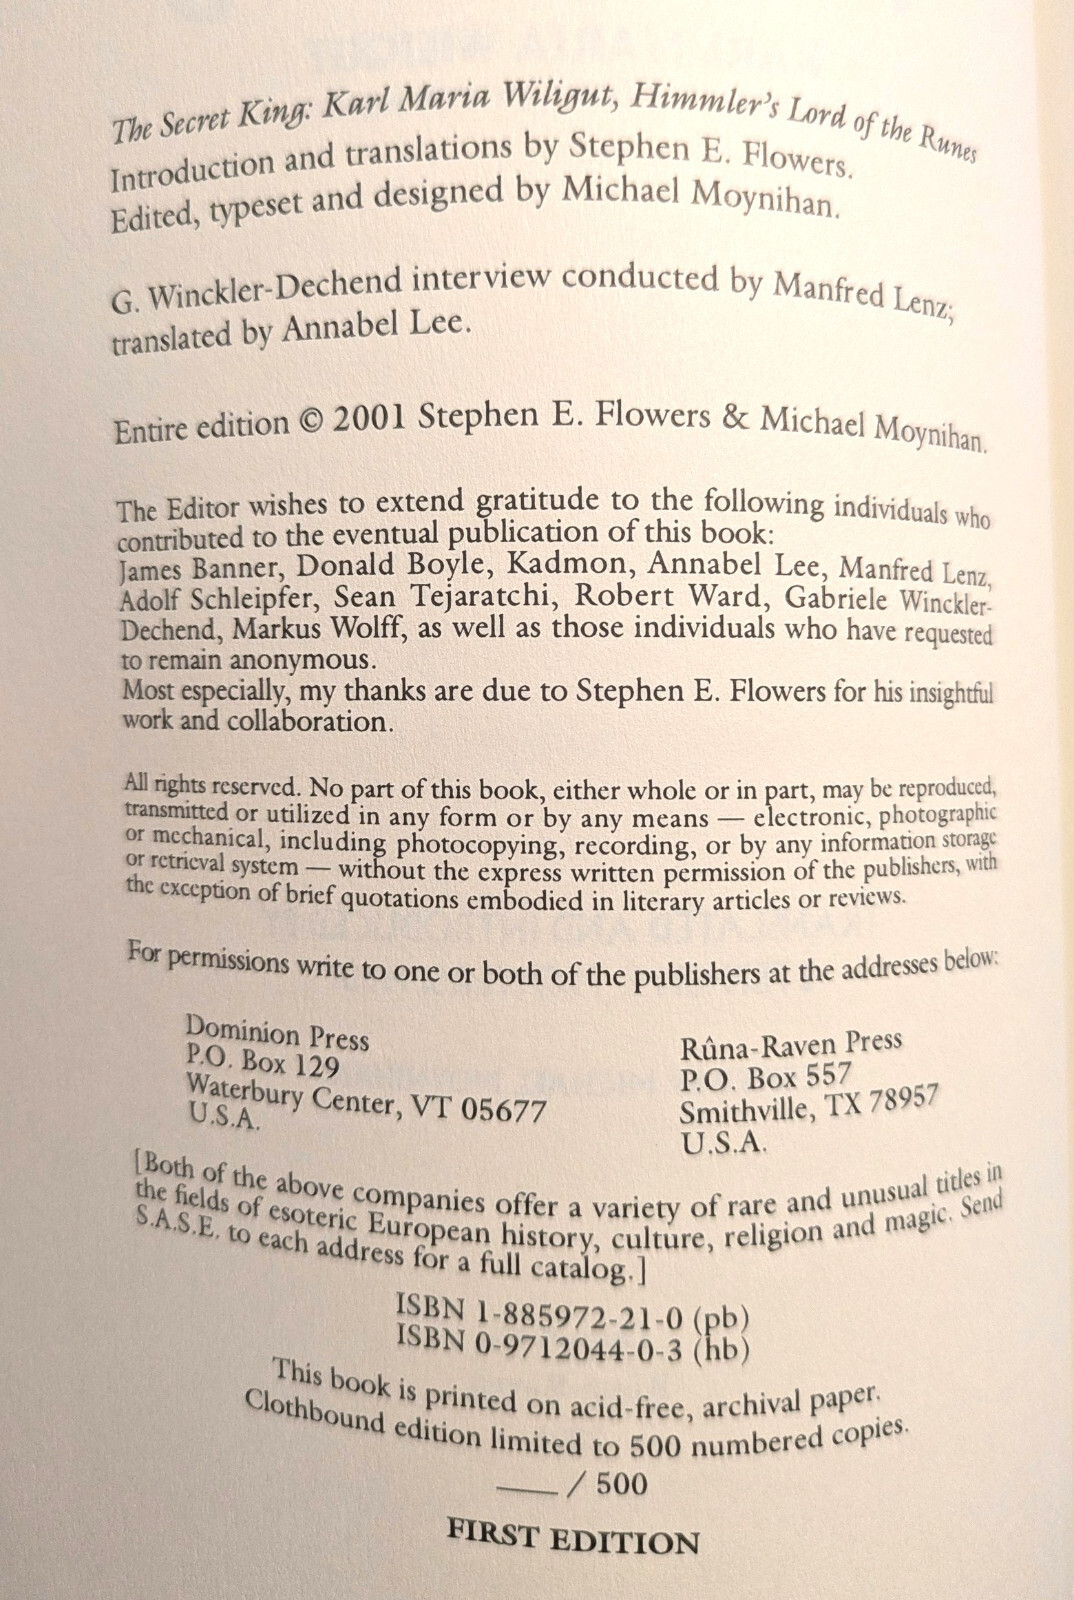 The Secret King: Karl Maria Wiligut, Himmler's Lord of the Runes
Introduction and translations by Stephen E. Flowers.
Edited, typeset and designed by Michael Moynihan.
G. Winckler-Dechend interview conducted by Manfred Lenz;
translated by Annabel Lee.
Entire edition © 2001 Stephen E. Flowers & Michael Moynihan.
The Editor wishes to extend gratitude to the following individuals who
contributed to the eventual publication of this book:
James Banner, Donald Boyle, Kadmon, Annabel Lee, Manfred Lenz,
Adolf Schleipfer, Sean Tejaratchi, Robert Ward, Gabriele Winckler-
Dechend, Markus Wolff, as well as those individuals who have requested
to remain anonymous.
Most especially, my thanks are due to Stephen E. Flowers for his insightful
work and collaboration.
All rights reserved. No part of this book, either whole or in part, may be reproduced,
transmitted or utilized in any form or by any means — electronic, photographic
or mechanical, including photocopying, recording, or by any information storage
or retrieval system — without the express written permission of the publishers, with
the exception of brief quotations embodied in literary articles or reviews.
For permissions write to one or both of the publishers at the addresses below:
Dominion Press
P.O. Box 129
Waterbury Center, VT 05677
U.S.A.
Rûna-Raven Press
P.O. Box 557
Smithville, TX 78957
U.S.A.
[Both of the above companies offer a variety of rare and unusual titles in
the fields of esoteric European history, culture, religion and magic. Send
S.A.S.E. to each address for a full catalog.]
ISBN 1-885972-21-0 (pb)
ISBN 0-9712044-0-3 (hb)
This book is printed on acid-free, archival paper.
Clothbound edition limited to 500 numbered copies.
___ / 500
FIRST EDITION